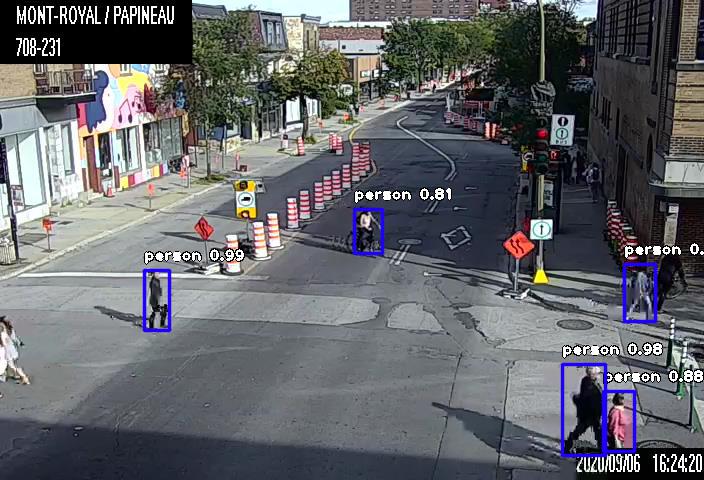 MONT-ROYAL / PAPINEAU
708-231
person 0.81
person 0.99
person 0.
person 0.98
person 0.88
2020/09/06 16:24:20